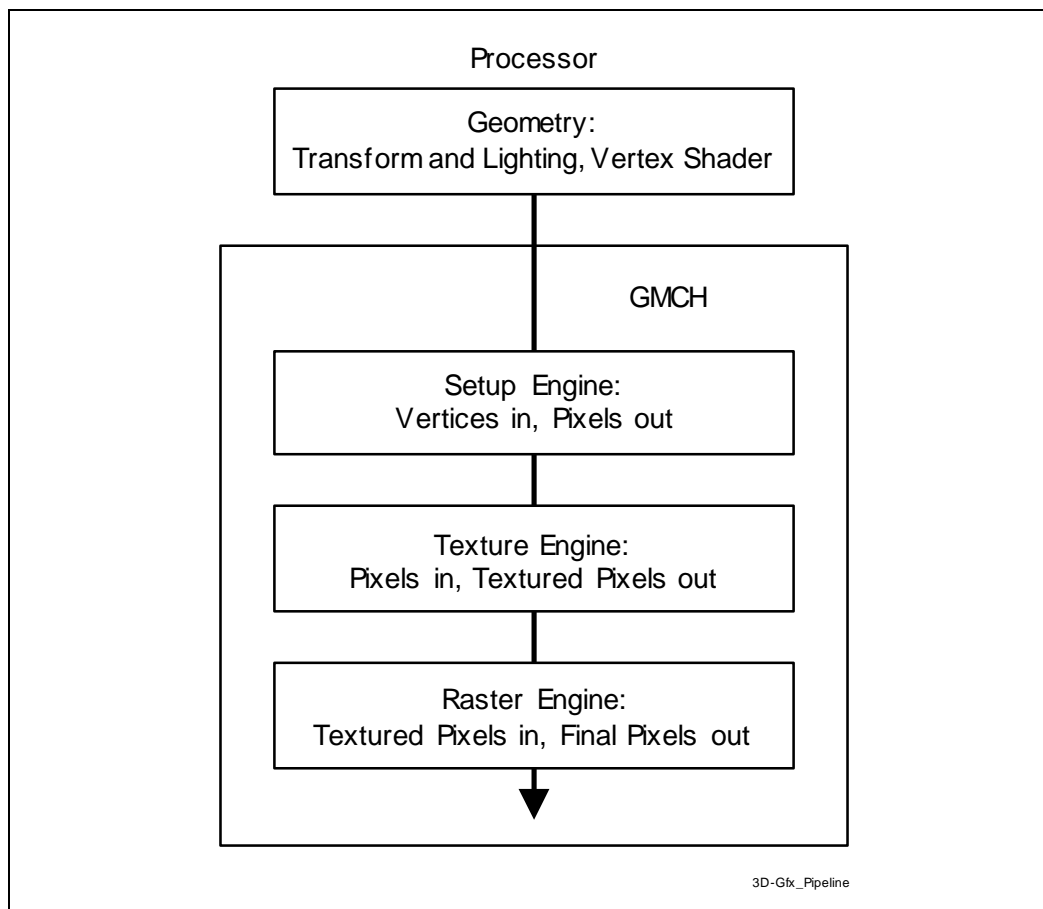 Processor
Geometry:
Transform and Lighting, Vertex Shader
GMCH
Setup Engine:
Vertices in, Pixels out
Texture Engine:
Pixels in, Textured Pixels out
Raster Engine:
Textured Pixels in, Final Pixels out
3D-Gfx_Pipeline